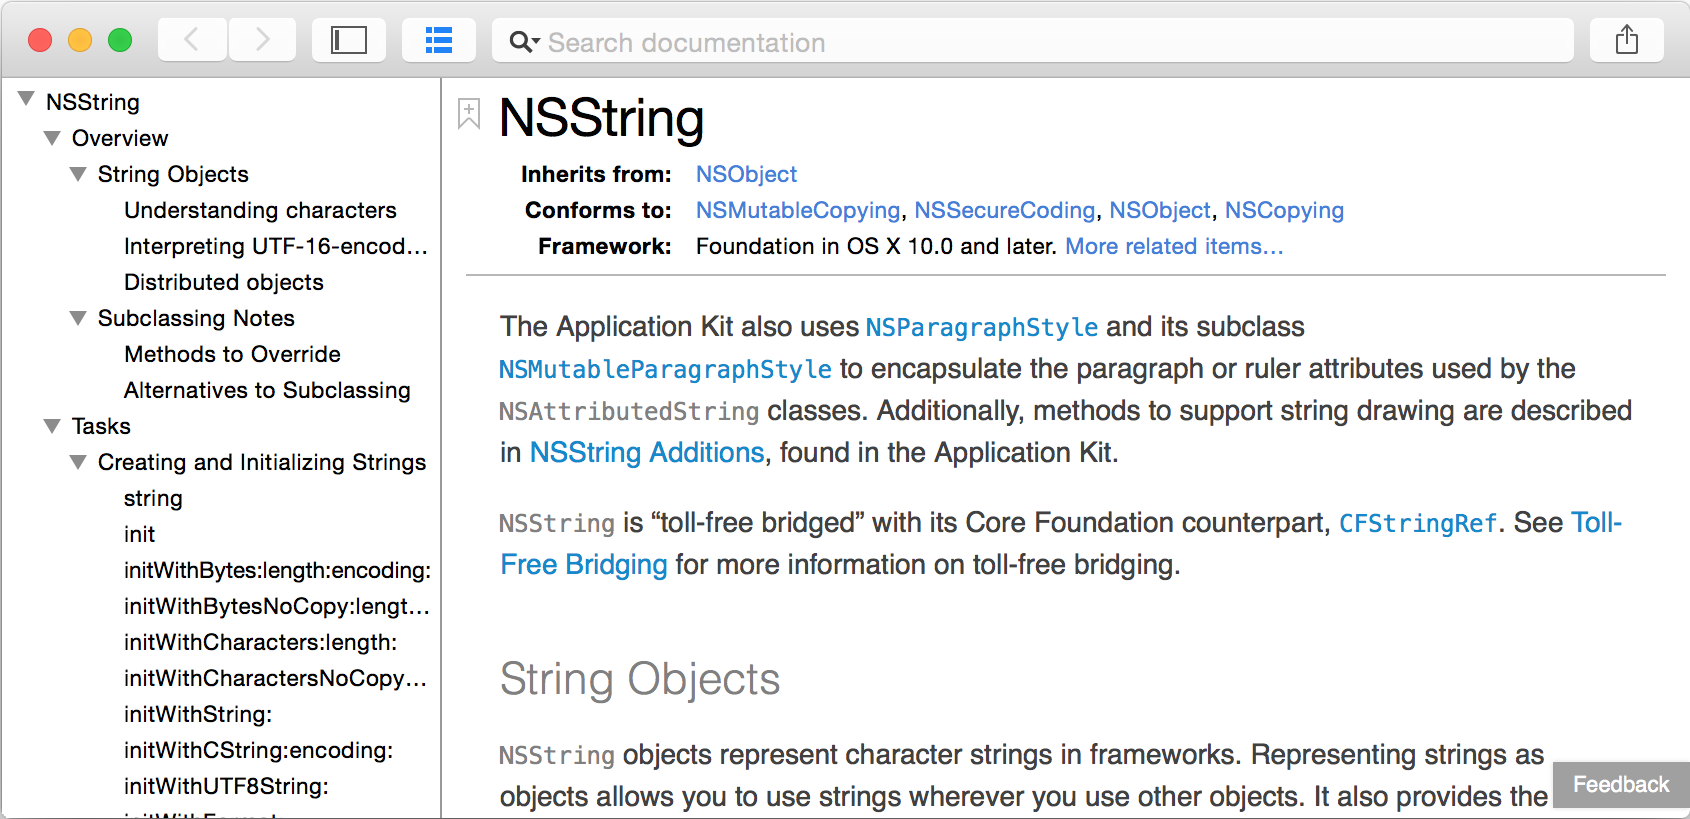 Search documentation
NSString
Overview
String Objects
Understanding characters
Interpreting UTF-16-encod...
Distributed objects
Subclassing Notes
Methods to Override
Alternatives to Subclassing
Tasks
Creating and Initializing Strings
string
init
initWithBytes:length:encoding:
initWithBytesNoCopy:lengt...
initWithCharacters:length:
initWithCharactersNoCopy...
initWithString:
initWithCString:encoding:
initWithUTF8String:
NSString
Inherits from: NSObject
Conforms to: NSMutableCopying, NSSecureCoding, NSObject, NSCopying
Framework: Foundation in OS X 10.0 and later. More related items...
The Application Kit also uses NSParagraphStyle and its subclass
NSMutableParagraphStyle to encapsulate the paragraph or ruler attributes used by the
NSAttributedString classes. Additionally, methods to support string drawing are described
in NSString Additions, found in the Application Kit.
NSString is “toll-free bridged” with its Core Foundation counterpart, CFStringRef. See Toll-
Free Bridging for more information on toll-free bridging.
String Objects
NSString objects represent character strings in frameworks. Representing strings as
objects allows you to use strings wherever you use other objects. It also provides the
Feedback